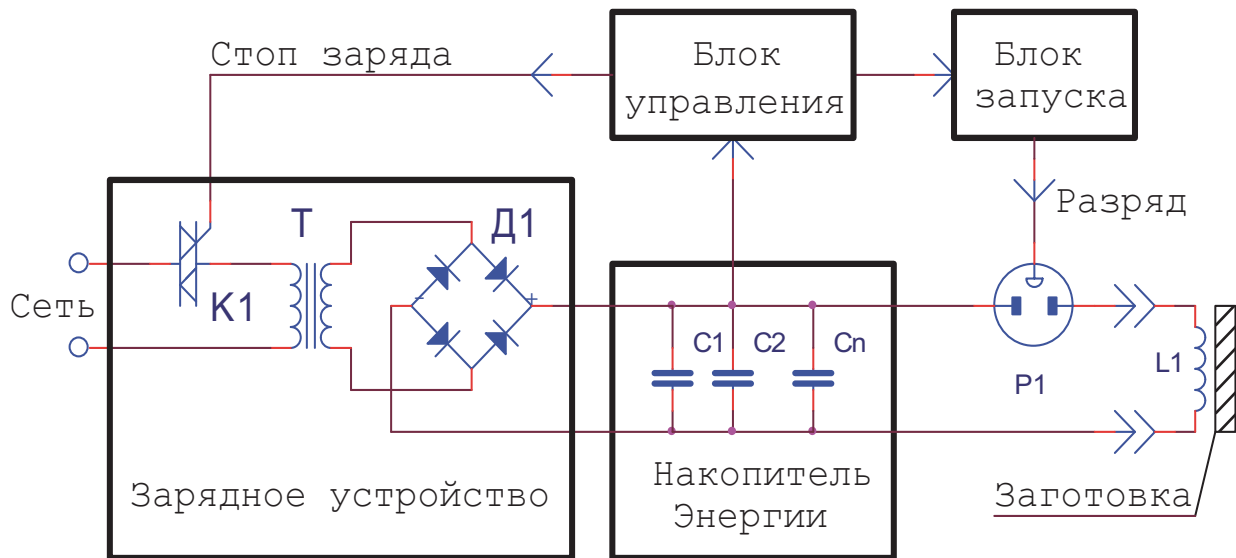 Стоп заряда
Блок
управления
Блок
запуска
Разряд
Сеть
К1
Т
Д1
-
+
С1
С2
Сn
Р1
L1
Зарядное устройство
Накопитель
Энергии
Заготовка